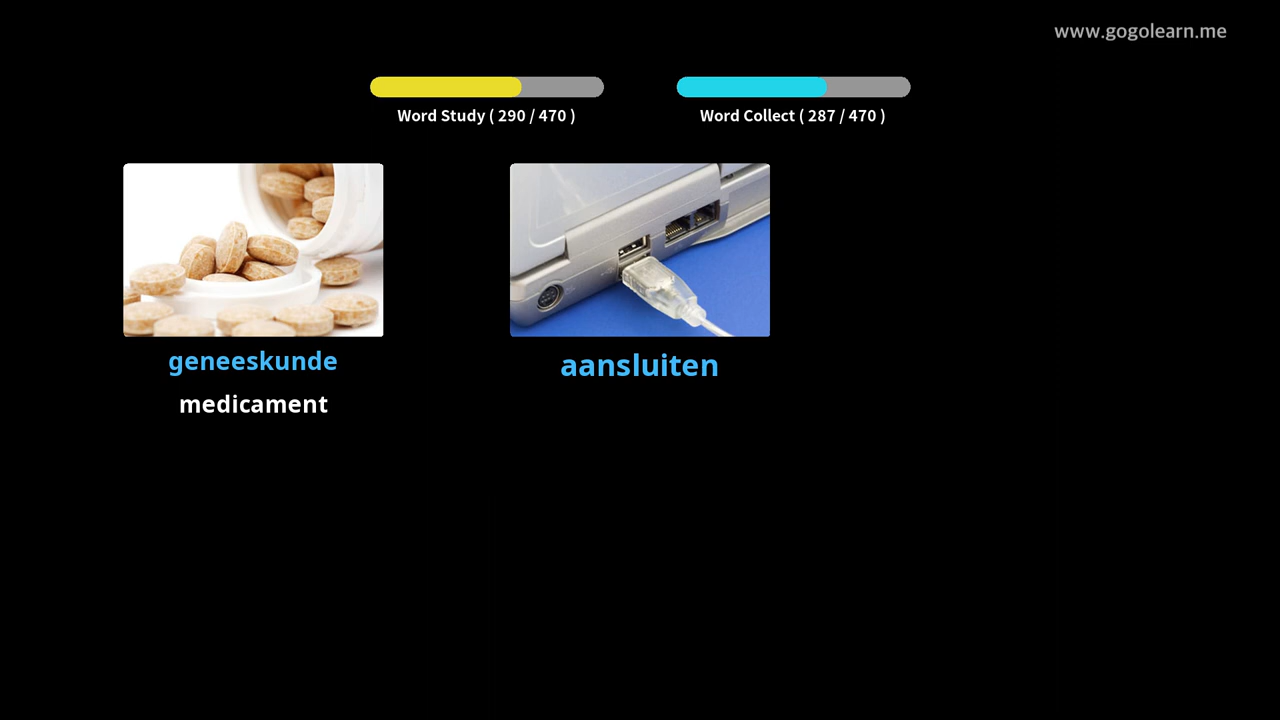 www.gogolearn.me
Word Study ( 290 / 470 )
Word Collect ( 287 / 470 )
geneeskunde
medicament
aansluiten